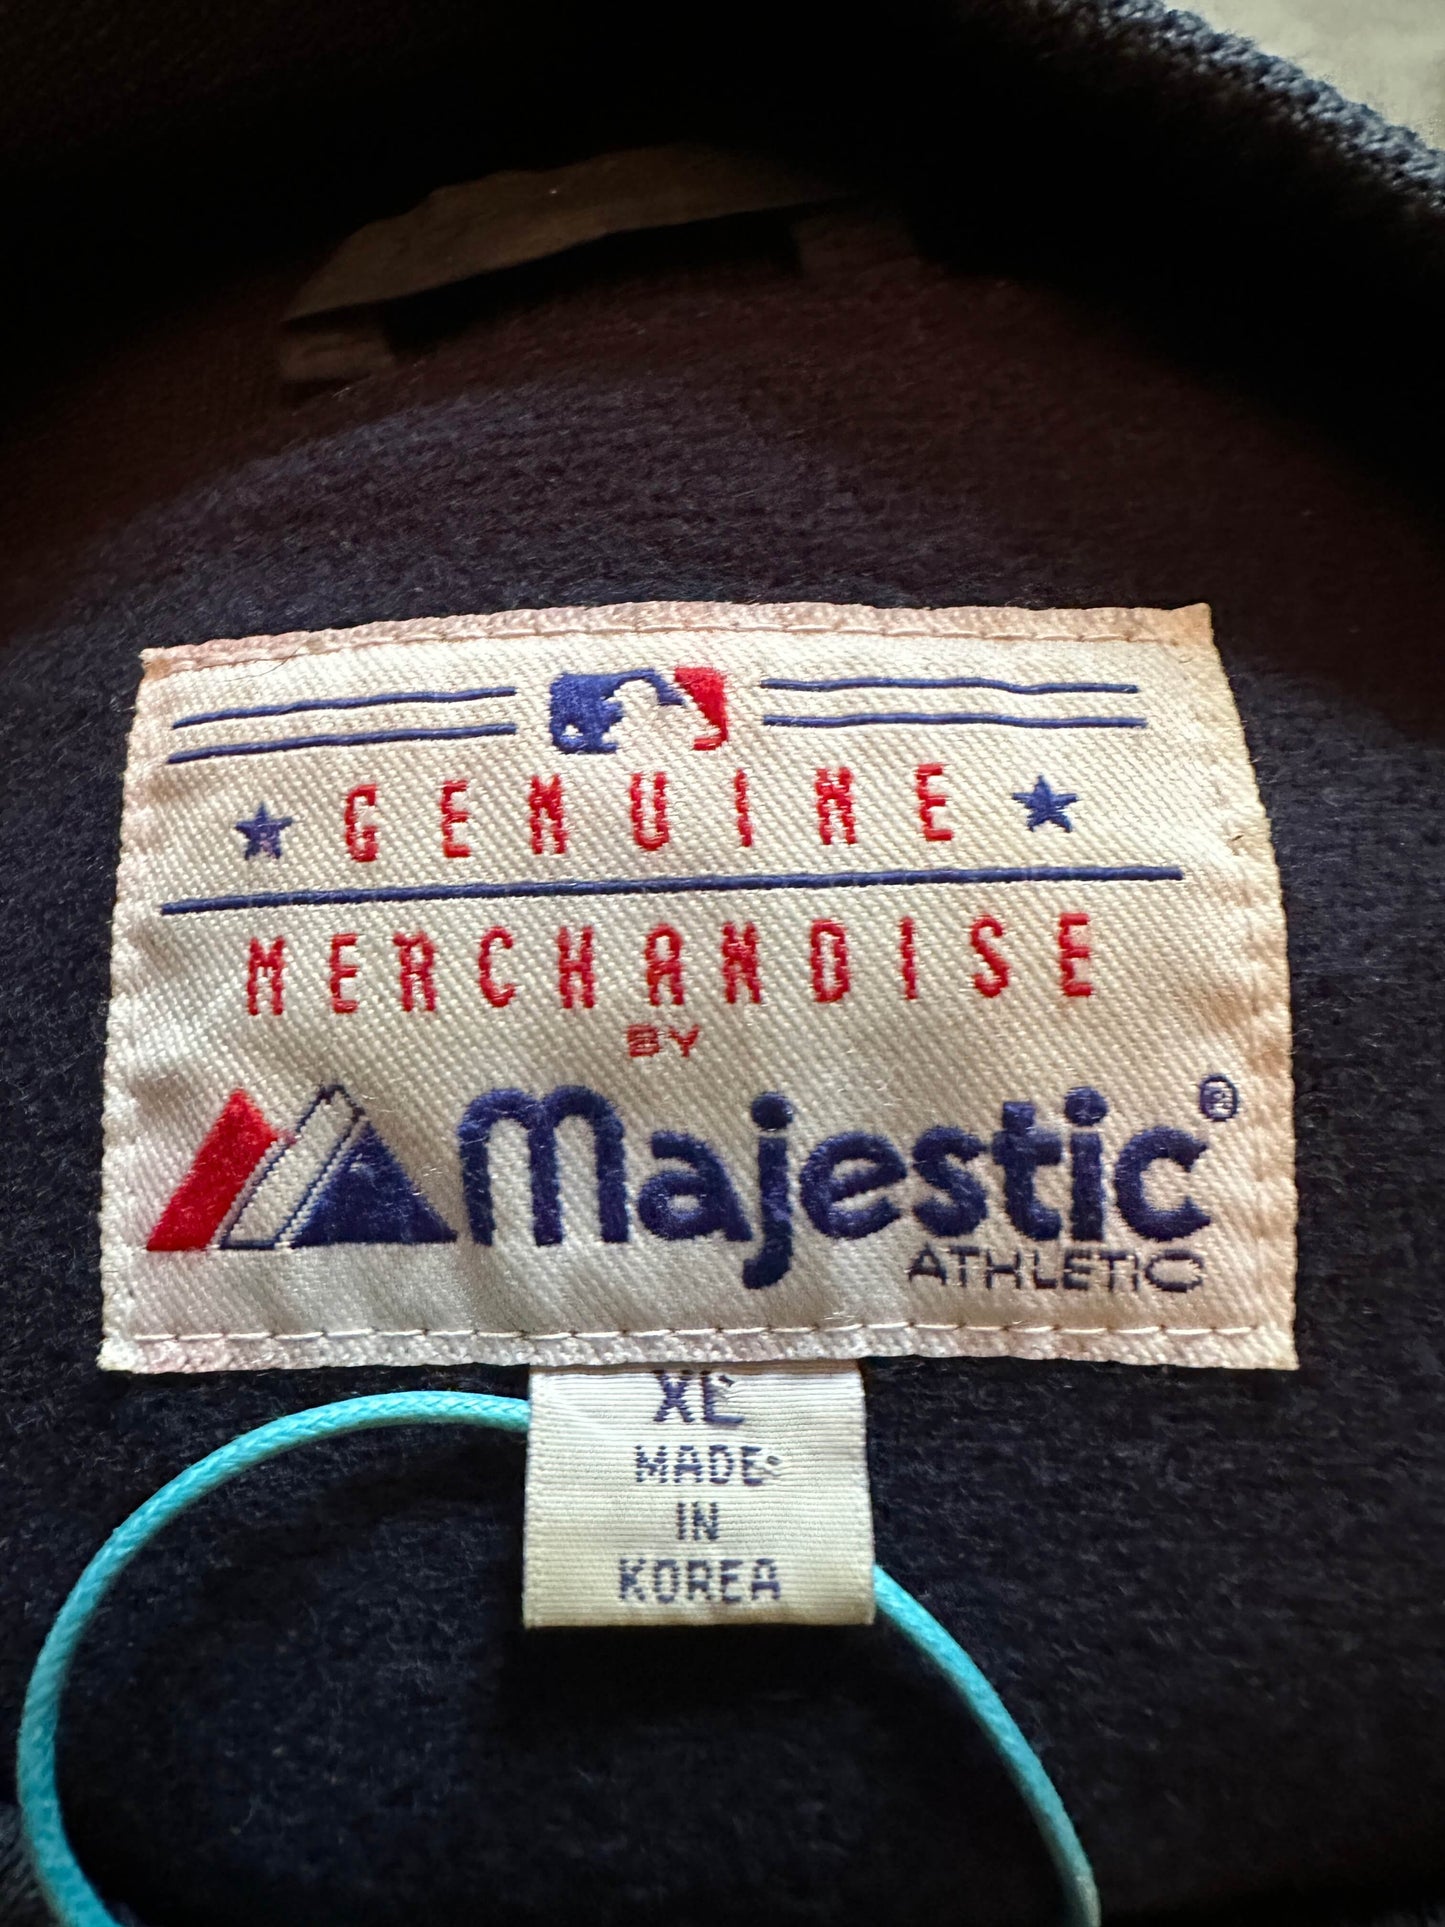 GENUINE
MERCHANDISE
BY
Majestic®
ATHLETIC
XL
MADE
IN
KOREA